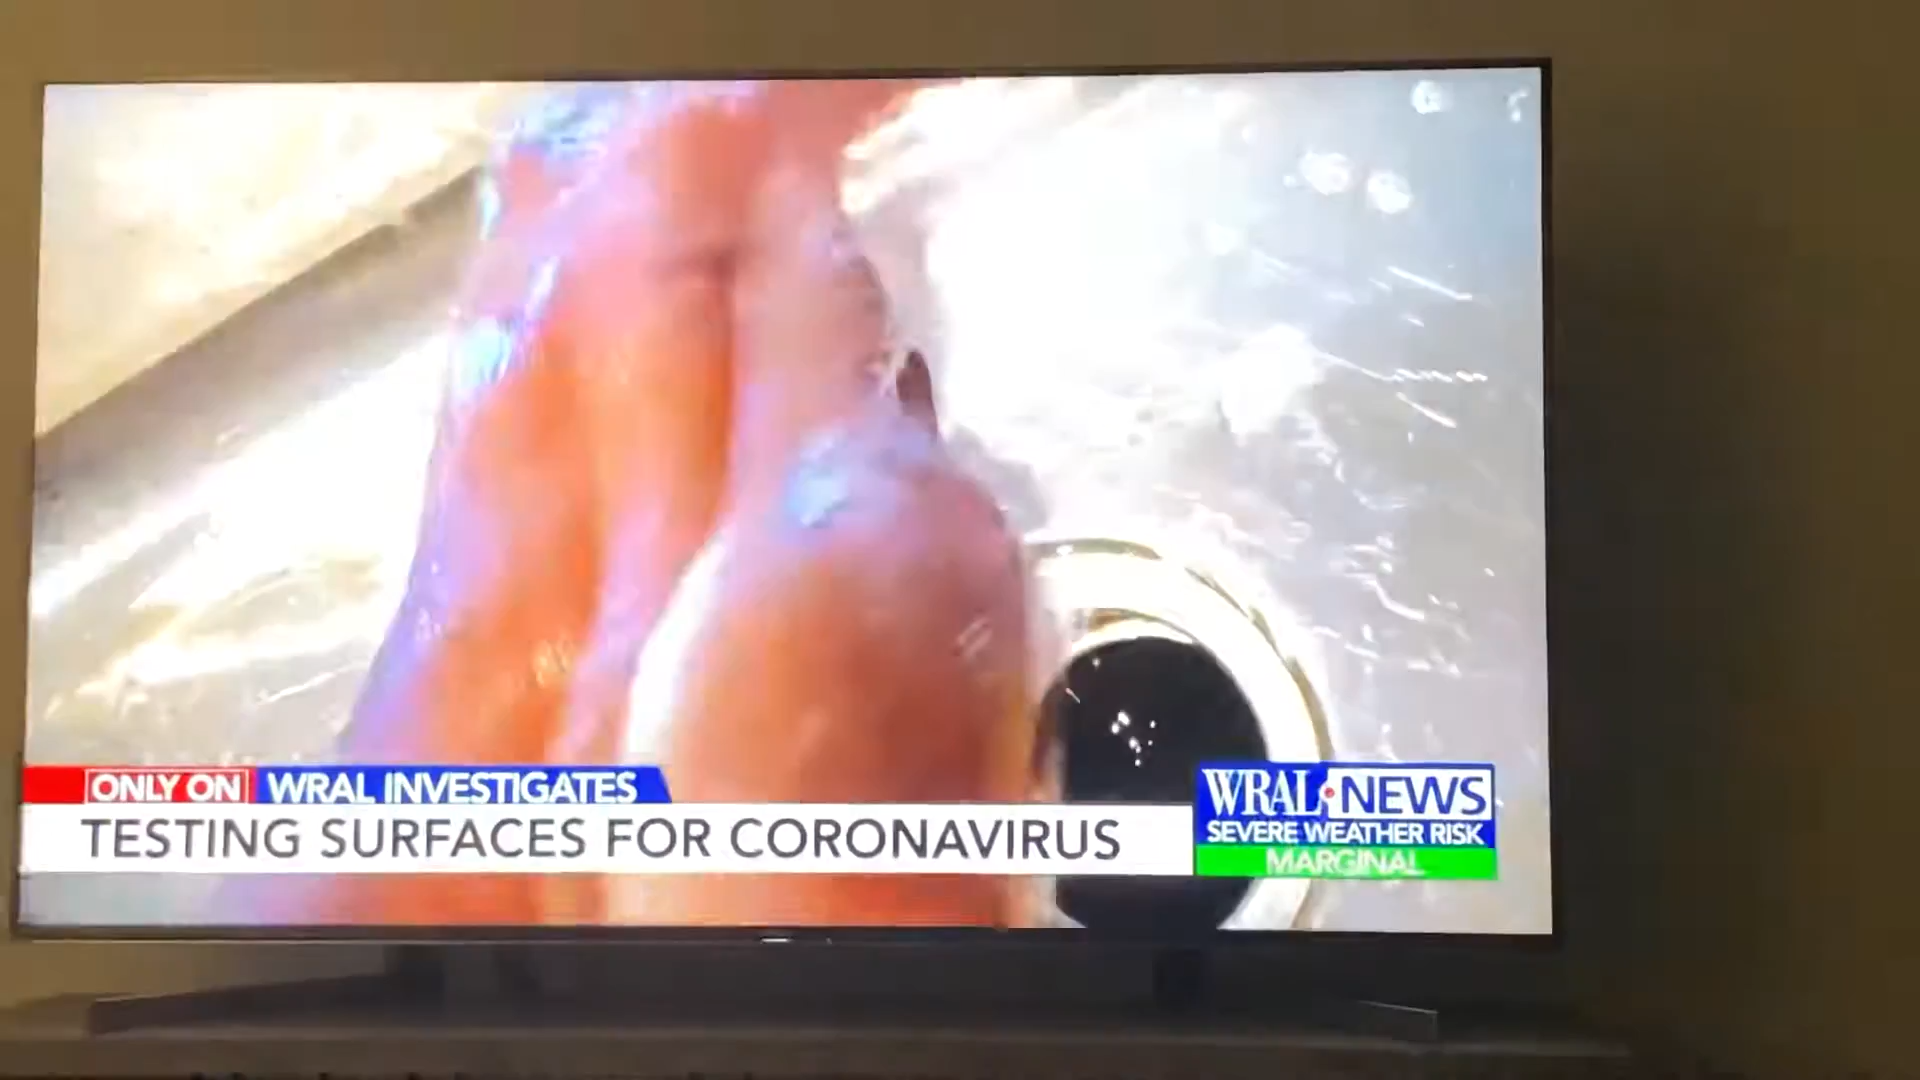 ONLY ON WRAL INVESTIGATES
TESTING SURFACES FOR CORONAVIRUS
WRAL NEWS
SEVERE WEATHER RISK
MARGINAL